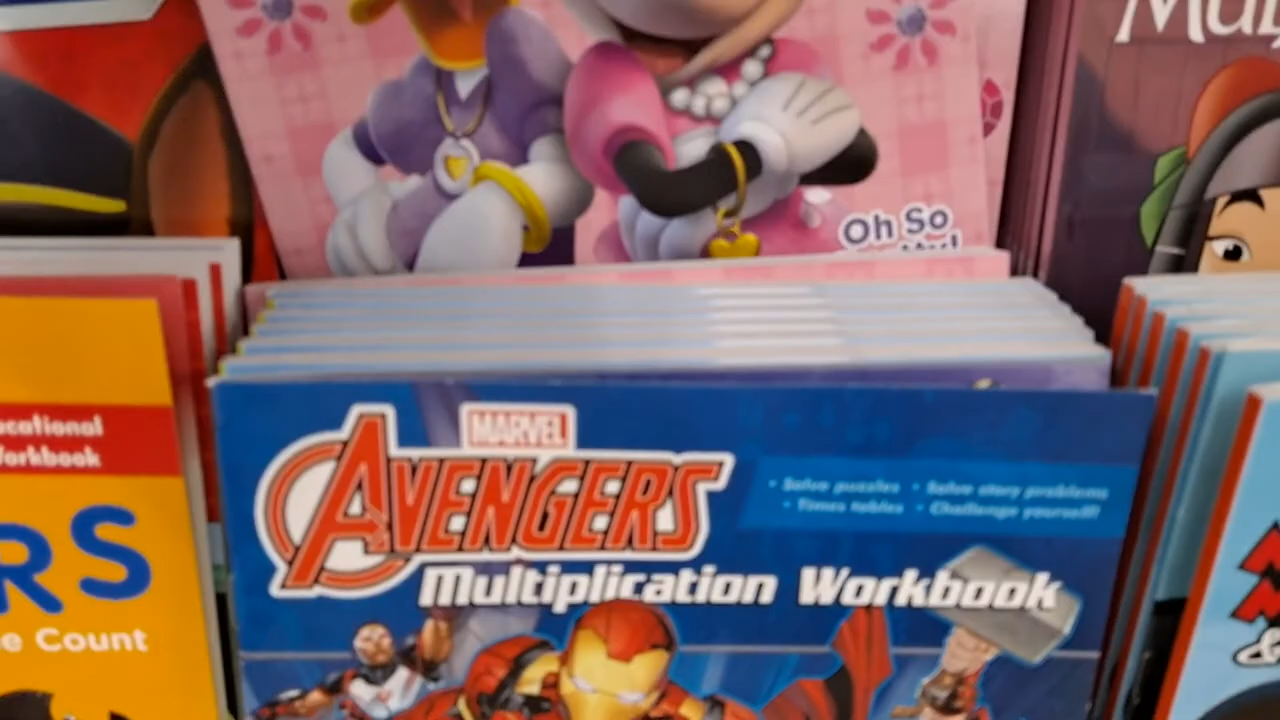 Mul
Oh So
ucational
Workbook
RS
e Count
MARVEL
AVENGERS
• Solve puzzles • Solve story problems
• Times tables • Challenge yourself!
Multiplication Workbook
&